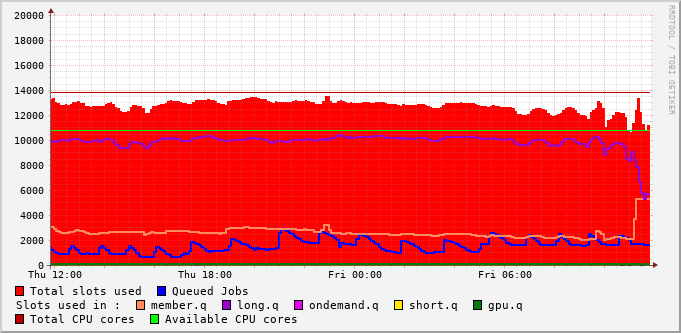 RRDTOOL / TOBI OETIKER
20000
18000
16000
14000
12000
10000
8000
6000
4000
2000
0
Thu 12:00 Thu 18:00 Fri 00:00 Fri 06:00
Total slots used Queued Jobs
Slots used in : member.q long.q ondemand.q short.q gpu.q
Total CPU cores Available CPU cores